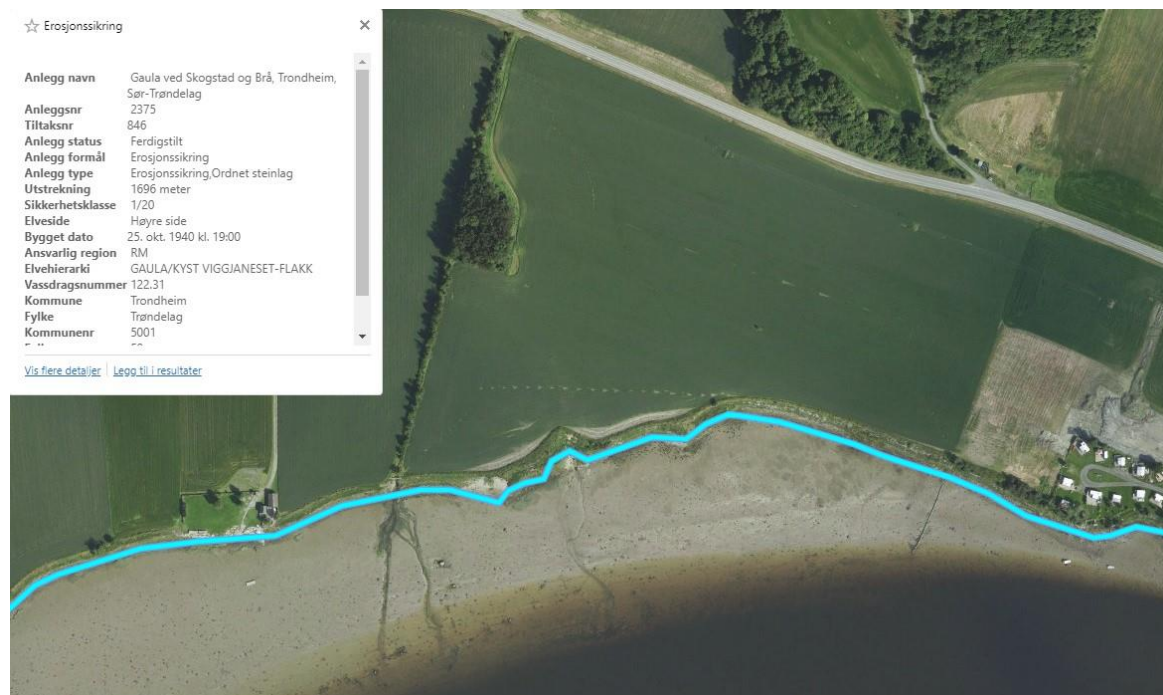 Erosjonssikring
Anlegg navn Gaula ved Skogstad og Brå, Trondheim,
Sør-Trøndelag
Anleggsnr 2375
Tiltaksnr 846
Anlegg status Ferdigstilt
Anlegg formål Erosjonssikring
Anlegg type Erosjonssikring,Ordnet steinlag
Utstrekning 1696 meter
Sikkerhetsklasse 1/20
Elveside Høyre side
Bygget dato 25. okt. 1940 kl. 19:00
Ansvarlig region RM
Elvehierarki GAULA/KYST VIGGJANESET-FLAKK
Vassdragsnummer 122.31
Kommune Trondheim
Fylke Trøndelag
Kommunenr 5001
Vis flere detaljer Legg til i resultater